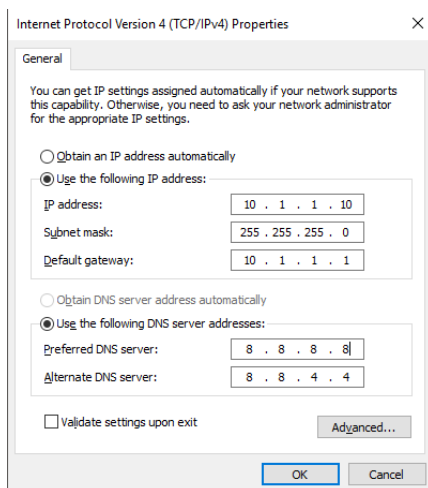 Internet Protocol Version 4 (TCP/IPv4) Properties
General
You can get IP settings assigned automatically if your network supports
this capability. Otherwise, you need to ask your network administrator
for the appropriate IP settings.
Obtain an IP address automatically
Use the following IP address:
IP address: 10 . 1 . 1 . 10
Subnet mask: 255 . 255 . 255 . 0
Default gateway: 10 . 1 . 1 . 1
Obtain DNS server address automatically
Use the following DNS server addresses:
Preferred DNS server: 8 . 8 . 8 . 8
Alternate DNS server: 8 . 8 . 4 . 4
Validate settings upon exit
Advanced...
OK Cancel